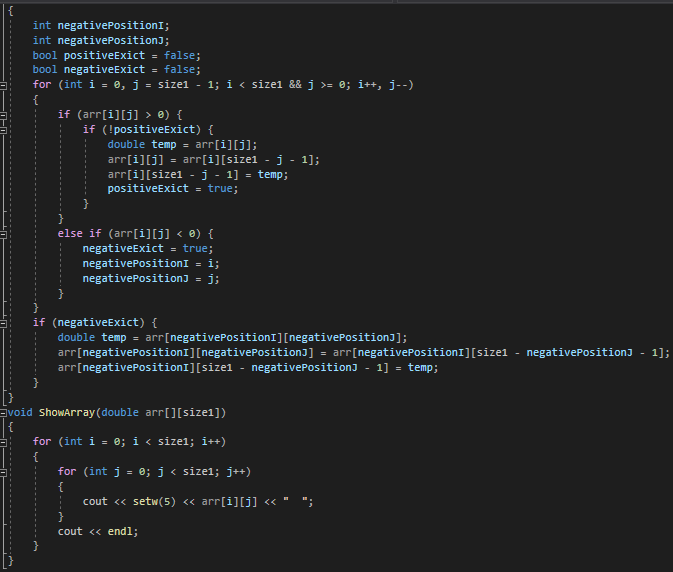 {
    int negativePositionI;
    int negativePositionJ;
    bool positiveExict = false;
    bool negativeExict = false;
    for (int i = 0, j = size1 - 1; i < size1 && j >= 0; i++, j--)
    {
        if (arr[i][j] > 0) {
            if (!positiveExict) {
                double temp = arr[i][j];
                arr[i][j] = arr[i][size1 - j - 1];
                arr[i][size1 - j - 1] = temp;
                positiveExict = true;
            }
        }
        else if (arr[i][j] < 0) {
            negativeExict = true;
            negativePositionI = i;
            negativePositionJ = j;
        }
    }
    if (negativeExict) {
        double temp = arr[negativePositionI][negativePositionJ];
        arr[negativePositionI][negativePositionJ] = arr[negativePositionI][size1 - negativePositionJ - 1];
        arr[negativePositionI][size1 - negativePositionJ - 1] = temp;
    }
}
void ShowArray(double arr[][size1])
{
    for (int i = 0; i < size1; i++)
    {
        for (int j = 0; j < size1; j++)
        {
            cout << setw(5) << arr[i][j] << "  ";
        }
        cout << endl;
    }
}